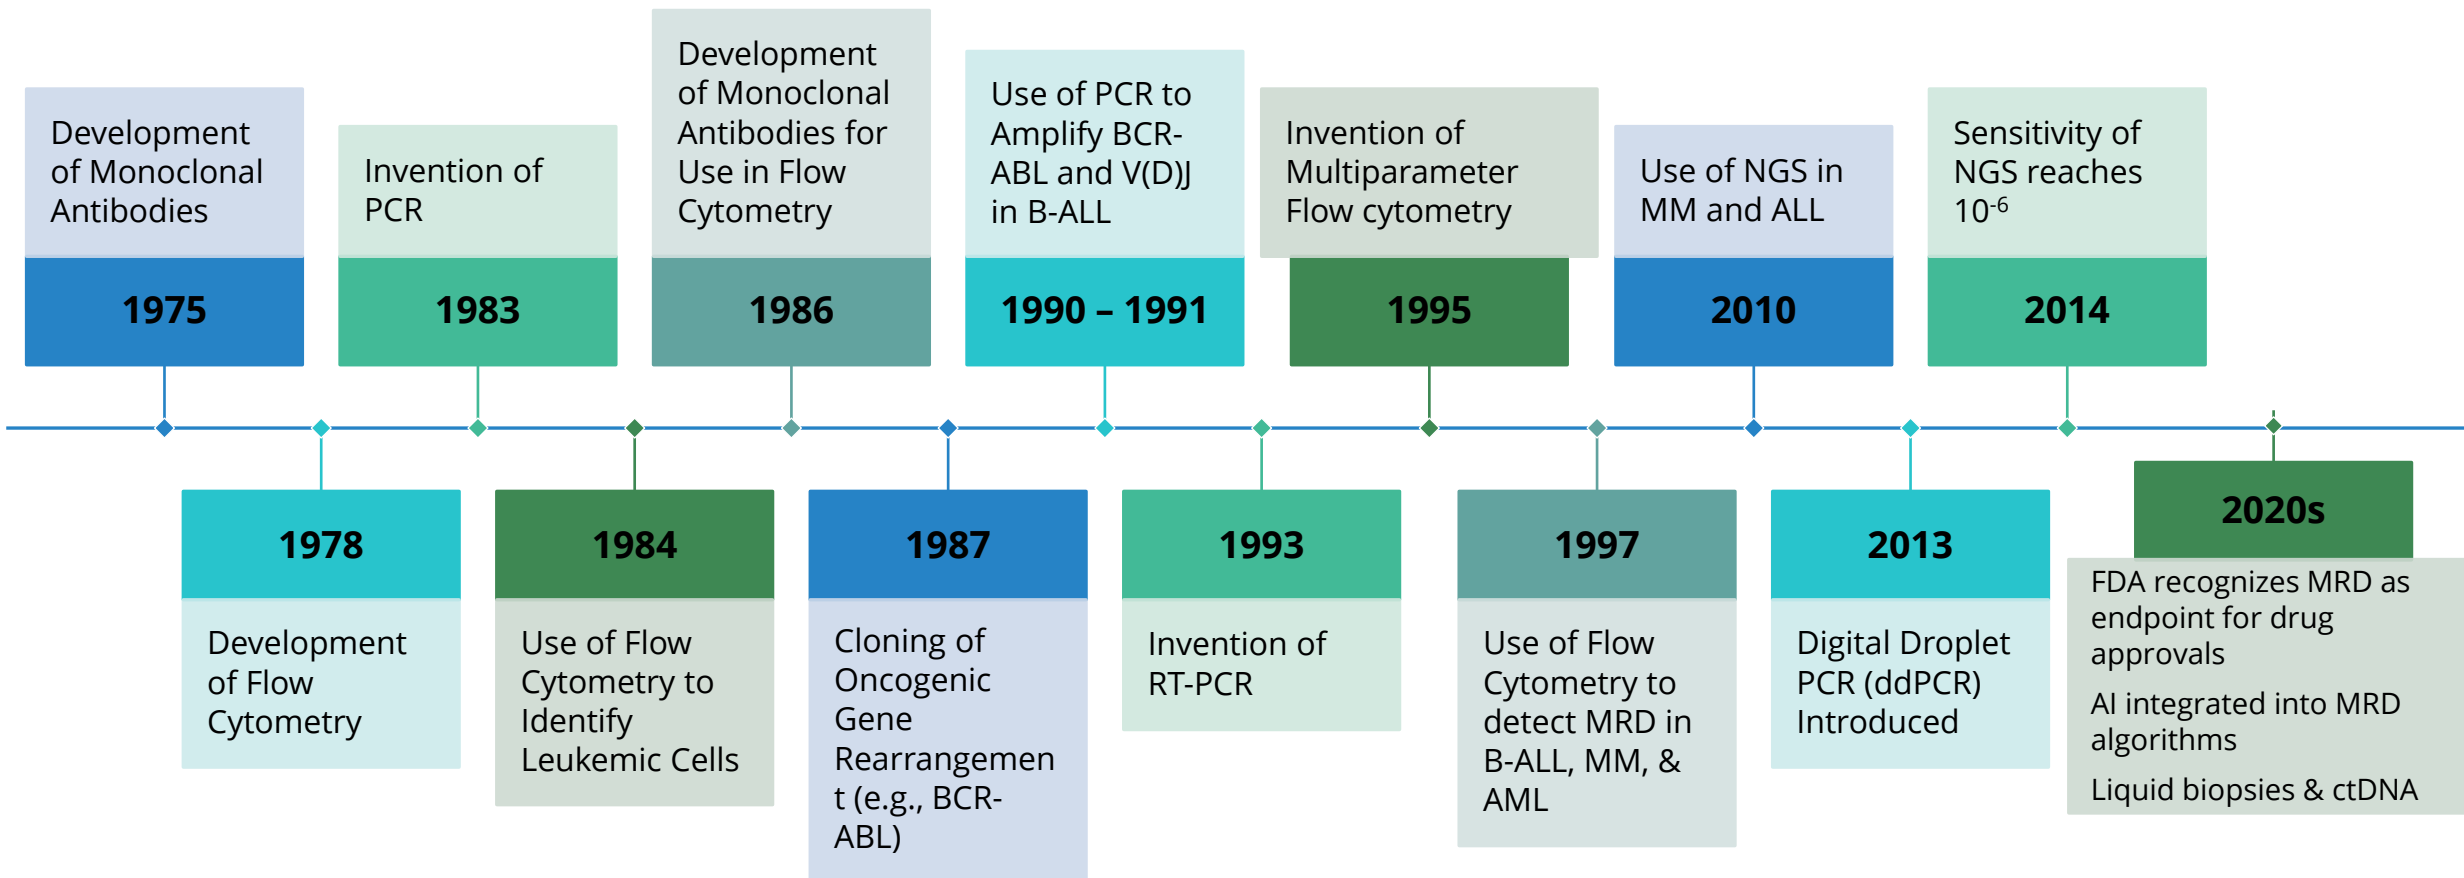 Development
of Monoclonal
Antibodies
1975
1978
Development
of Flow
Cytometry
Invention of
PCR
1983
1984
Use of Flow
Cytometry to
Identify
Leukemic Cells
Development
of Monoclonal
Antibodies for
Use in Flow
Cytometry
1986
1987
Cloning of
Oncogenic
Gene
Rearrangemen
t (e.g., BCR-
ABL)
Use of PCR to
Amplify BCR-
ABL and V(D)J
in B-ALL
1990 – 1991
1993
Invention of
RT-PCR
Invention of
Multiparameter
Flow cytometry
1995
1997
Use of Flow
Cytometry to
detect MRD in
B-ALL, MM, &
AML
Use of NGS in
MM and ALL
2010
2013
Digital Droplet
PCR (ddPCR)
Introduced
Sensitivity of
NGS reaches
10⁻⁶
2014
2020s
FDA recognizes MRD as
endpoint for drug
approvals
AI integrated into MRD
algorithms
Liquid biopsies & ctDNA